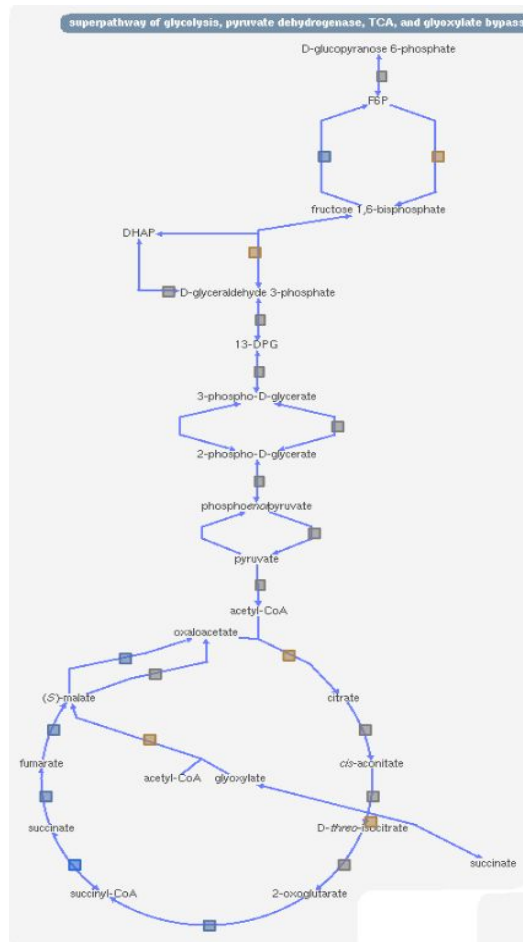 superpathway of glycolysis, pyruvate dehydrogenase, TCA, and glyoxylate bypass
D-glucopyranose 6-phosphate
F6P
fructose 1,6-bisphosphate
DHAP
D-glyceraldehyde 3-phosphate
13-DPG
3-phospho-D-glycerate
2-phospho-D-glycerate
phosphoenolpyruvate
pyruvate
acetyl-CoA
oxaloacetate
(S)-malate
citrate
fumarate
cis-aconitate
acetyl-CoA
glyoxylate
succinate
D-threo-isocitrate
succinate
succinyl-CoA
2-oxoglutarate